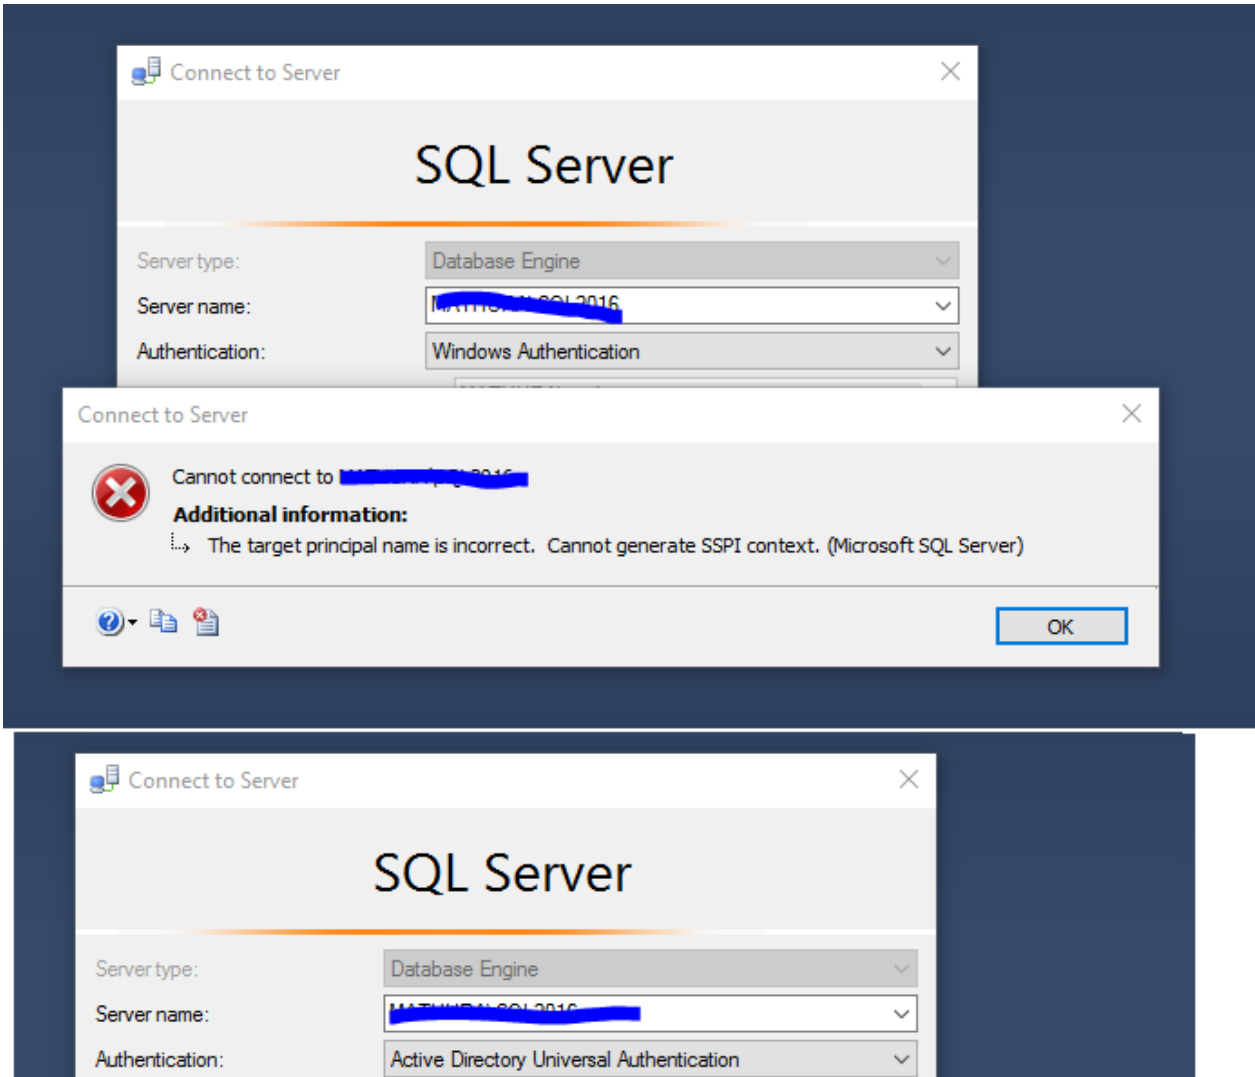 Connect to Server
SQL Server
Server type:
Database Engine
Server name:
Authentication:
Windows Authentication
Connect to Server
Cannot connect to
Additional information:
The target principal name is incorrect. Cannot generate SSPI context. (Microsoft SQL Server)
OK
Connect to Server
SQL Server
Server type:
Database Engine
Server name:
Authentication:
Active Directory Universal Authentication